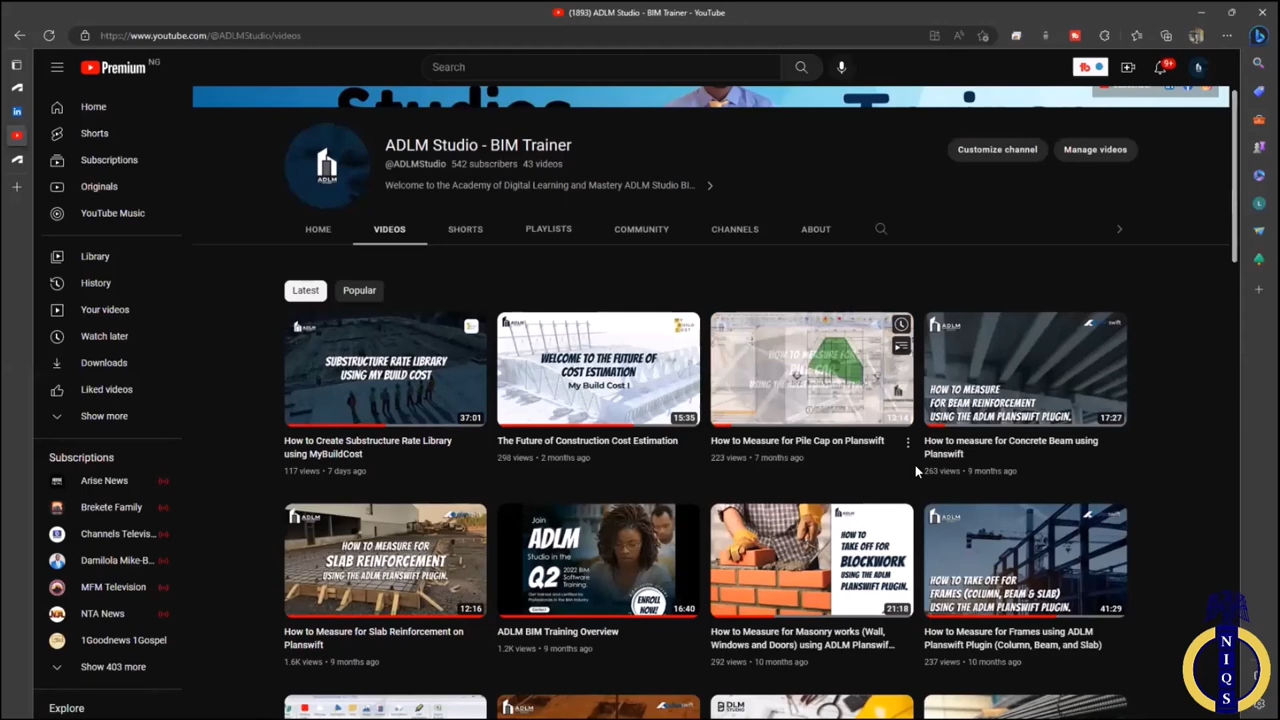 (1893) ADLM Studio - BIM Trainer - YouTube
https://www.youtube.com/@ADLMStudio/videos
Premium NG
Search
9+
Home
Shorts
Subscriptions
Originals
YouTube Music
Library
History
Your videos
Watch later
Downloads
Liked videos
Show more
Subscriptions
Arise News
Brekete Family
Channels Televis...
Damilola Mike-B...
MFM Television
NTA News
1Goodnews 1Gospel
Show 403 more
Explore
ADLM
ADLM Studio - BIM Trainer
@ADLMStudio 542 subscribers 43 videos
Welcome to the Academy of Digital Learning and Mastery ADLM Studio BI...
Customize channel
Manage videos
HOME
VIDEOS
SHORTS
PLAYLISTS
COMMUNITY
CHANNELS
ABOUT
Latest
Popular
SUBSTRUCTURE RATE LIBRARY
USING MY BUILD COST
37:01
How to Create Substructure Rate Library
using MyBuildCost
117 views • 7 days ago
WELCOME TO THE FUTURE OF
COST ESTIMATION
My Build Cost I
15:35
The Future of Construction Cost Estimation
298 views • 2 months ago
13:14
How to Measure for Pile Cap on Planswift
223 views • 7 months ago
ADLM
HOW TO MEASURE
FOR BEAM REINFORCEMENT
USING THE ADLM PLANSWIFT PLUGIN.
17:27
How to measure for Concrete Beam using
Planswift
263 views • 9 months ago
ADLM
HOW TO MEASURE FOR
SLAB REINFORCEMENT
USING THE ADLM PLANSWIFT PLUGIN.
12:16
How to Measure for Slab Reinforcement on
Planswift
1.6K views • 9 months ago
Join
ADLM
Studio in the
Q2
2022 BIM
Software
Training.
ENROLL
NOW!
16:40
ADLM BIM Training Overview
1.2K views • 9 months ago
HOW TO
TAKE OFF FOR
BLOCKWORK
USING THE ADLM
PLANSWIFT PLUGIN.
21:18
How to Measure for Masonry works (Wall,
Windows and Doors) using ADLM Planswif...
292 views • 10 months ago
ADLM
HOW TO TAKE OFF FOR
FRAMES (COLUMN, BEAM & SLAB)
USING THE ADLM PLANSWIFT PLUGIN.
41:29
How to Measure for Frames using ADLM
Planswift Plugin (Column, Beam, and Slab)
237 views • 10 months ago
ADLM
NIQS